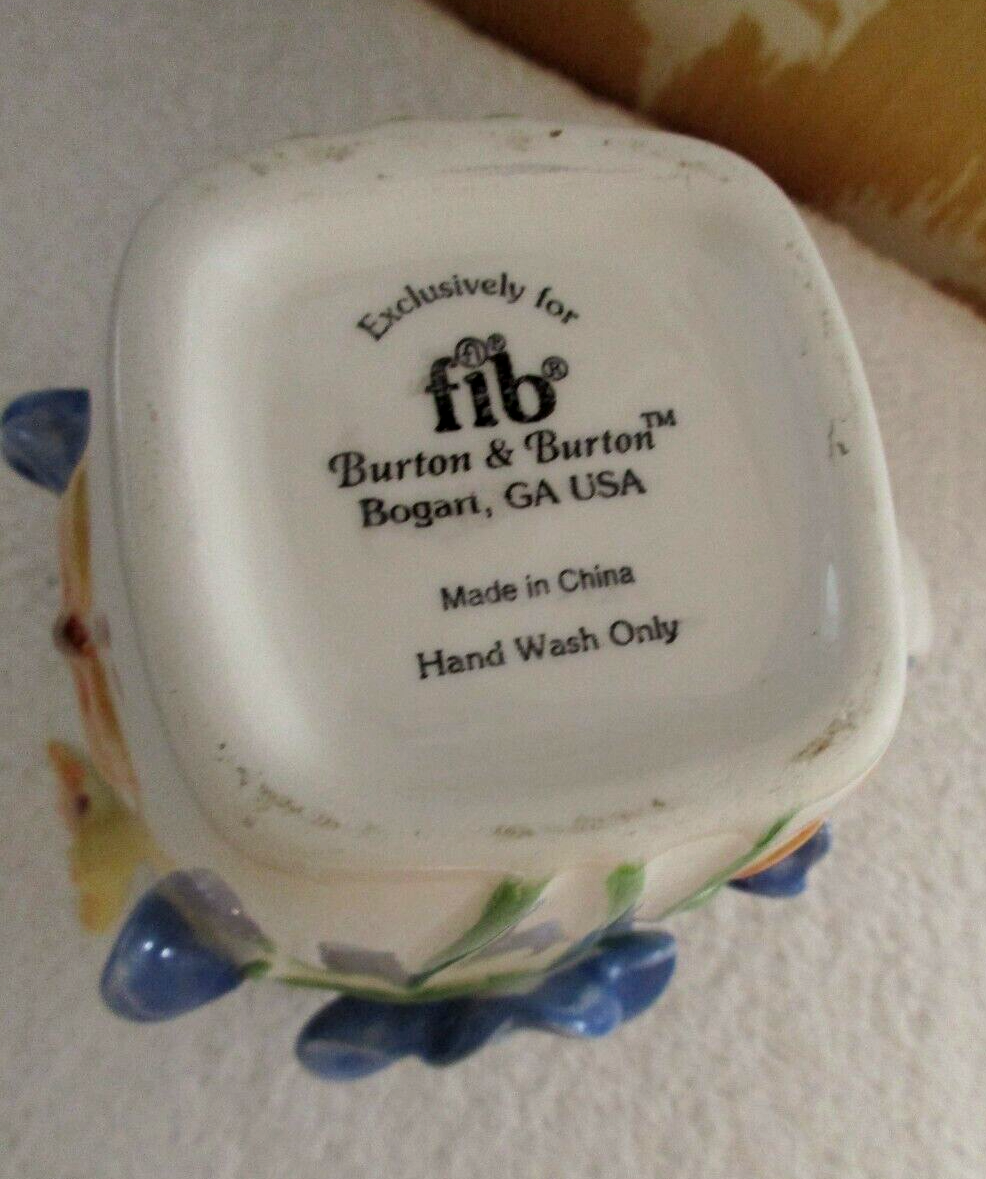 Exclusively for
fib®
Burton & Burton™
Bogart, GA USA
Made in China
Hand Wash Only